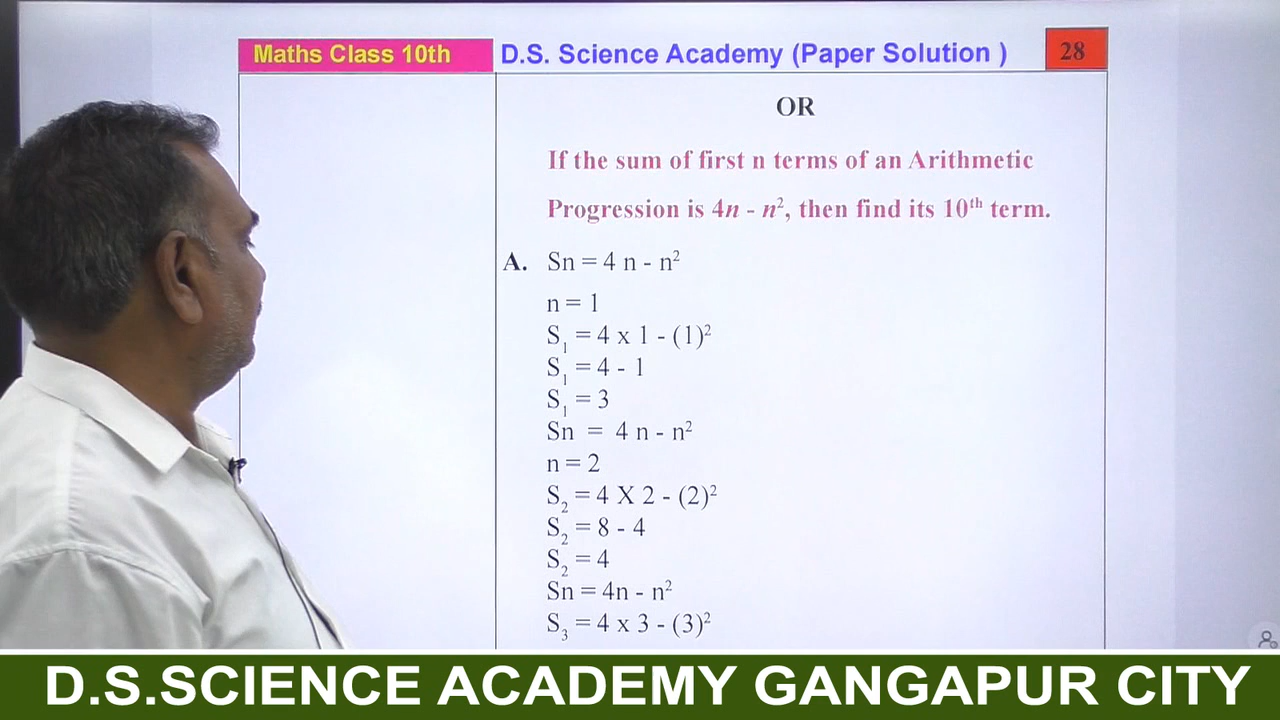 Maths Class 10th D.S. Science Academy (Paper Solution ) 28
OR
If the sum of first n terms of an Arithmetic
Progression is 4n - n², then find its 10ᵗʰ term.
A. Sn = 4 n - n²
n = 1
S₁ = 4 x 1 - (1)²
S₁ = 4 - 1
S₁ = 3
Sn = 4 n - n²
n = 2
S₂ = 4 X 2 - (2)²
S₂ = 8 - 4
S₂ = 4
Sn = 4n - n²
S₃ = 4 x 3 - (3)²
D.S.SCIENCE ACADEMY GANGAPUR CITY